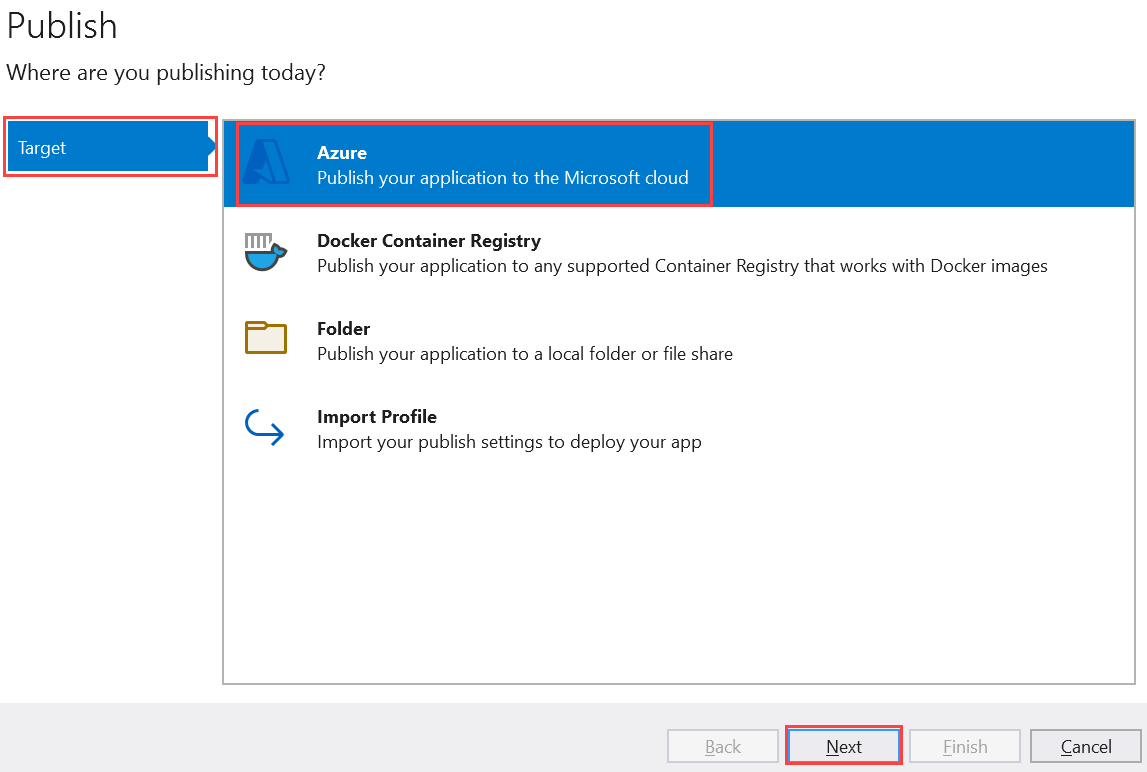 Publish
Where are you publishing today?
Target
Azure
Publish your application to the Microsoft cloud
Docker Container Registry
Publish your application to any supported Container Registry that works with Docker images
Folder
Publish your application to a local folder or file share
Import Profile
Import your publish settings to deploy your app
Back
Next
Finish
Cancel